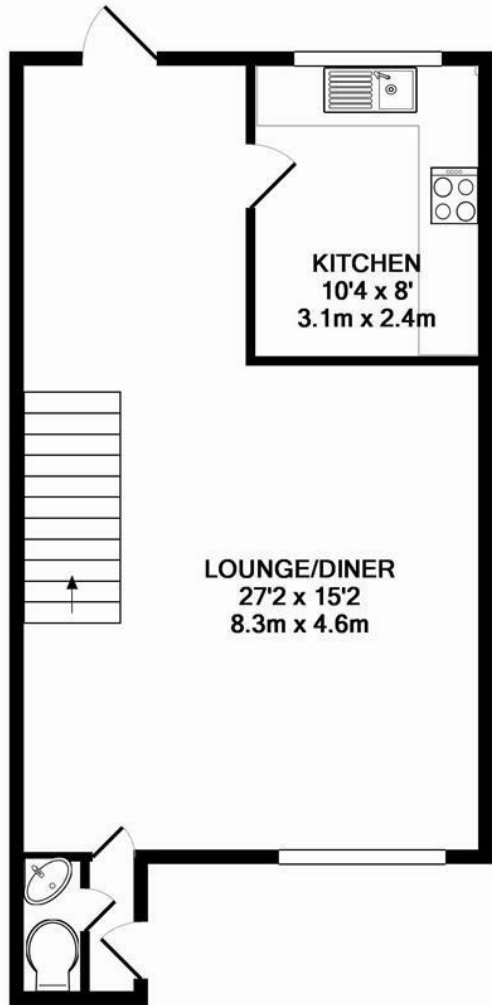 KITCHEN
10'4 x 8'
3.1m x 2.4m
LOUNGE/DINER
27'2 x 15'2
8.3m x 4.6m